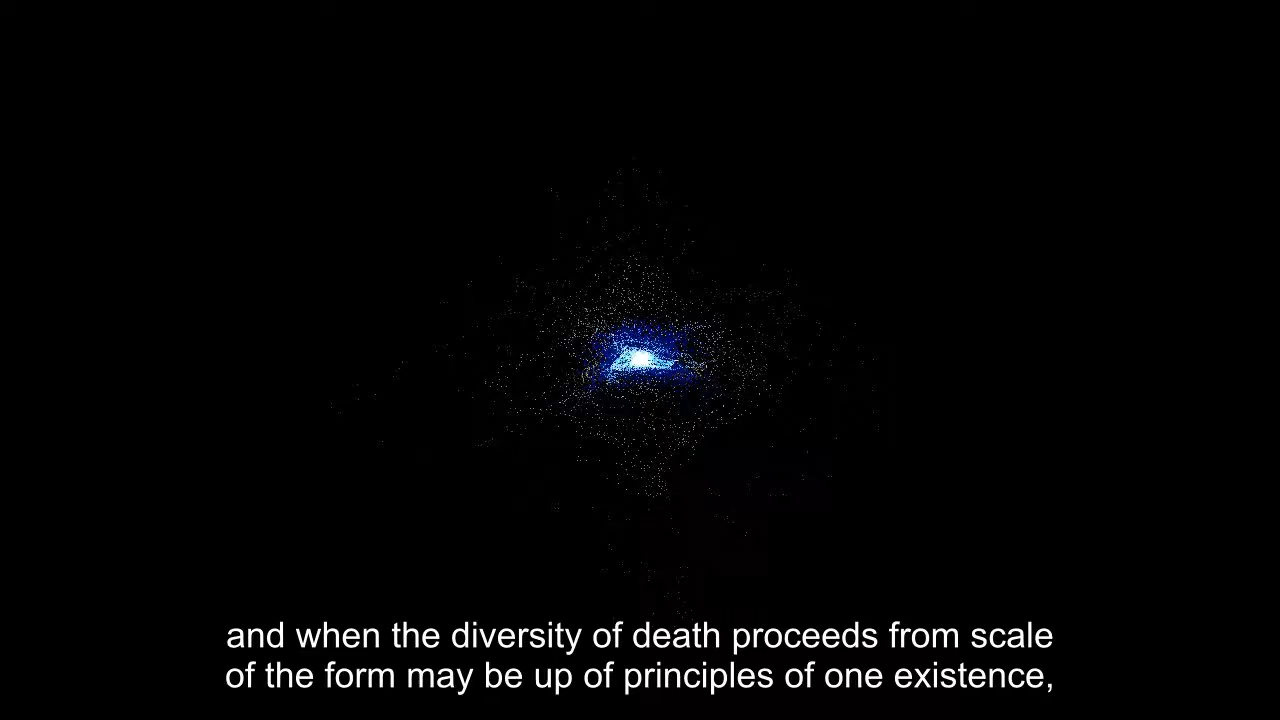 and when the diversity of death proceeds from scale
of the form may be up of principles of one existence,